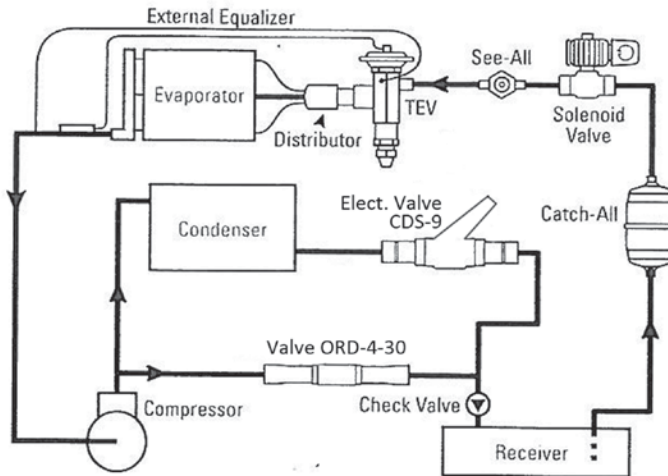 External Equalizer
See-All
Evaporator
TEV
Solenoid
Valve
Distributor
Elect. Valve
CDS-9
Catch-All
Condenser
Valve ORD-4-30
Compressor
Check Valve
Receiver